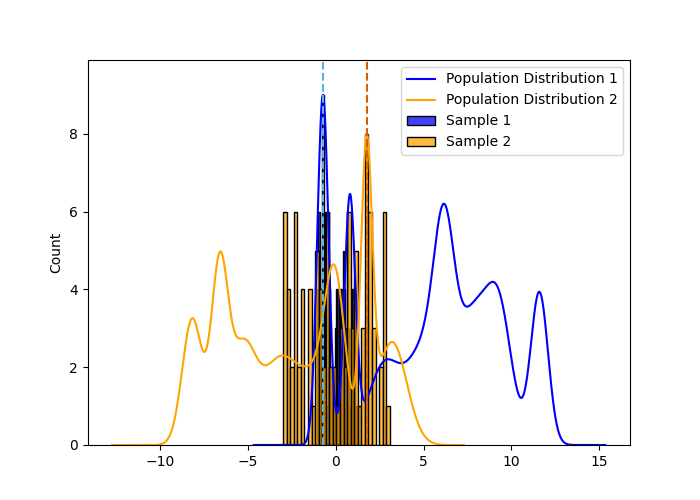 Population Distribution 1
Population Distribution 2
Sample 1
Sample 2
Count
8
6
4
2
0
−10 −5 0 5 10 15